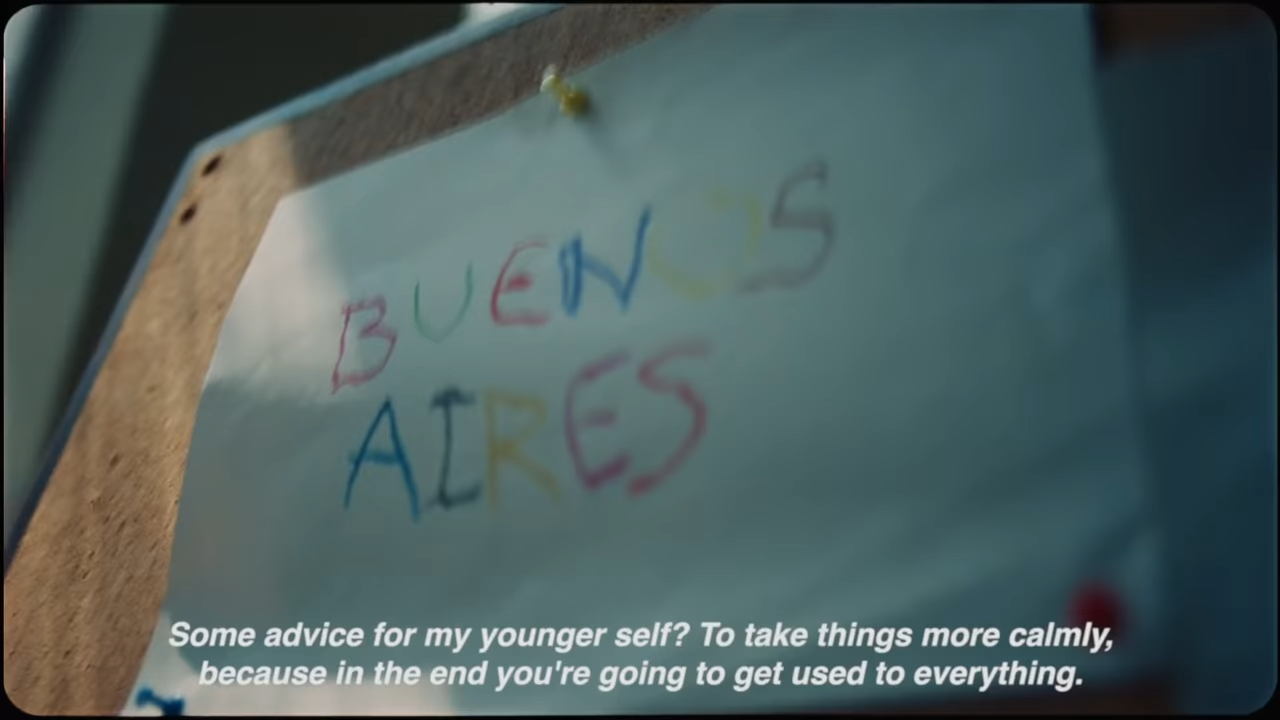 BUENOS
AIRES
Some advice for my younger self? To take things more calmly,
because in the end you're going to get used to everything.